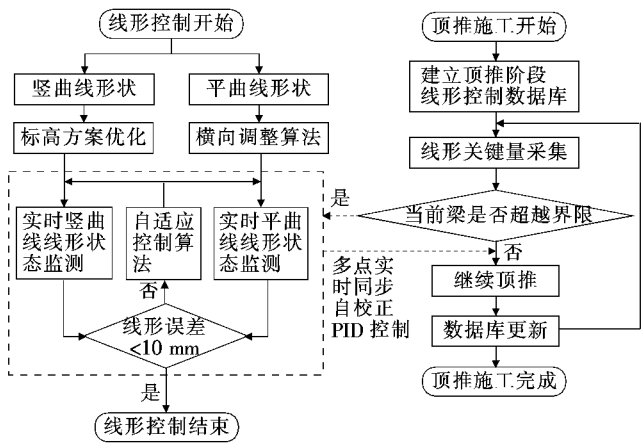 线形控制开始
竖曲线形状
平曲线形状
标高方案优化
横向调整算法
实时竖曲
线线形状
态监测
自适应
控制算
法
实时平曲
线线形状
态监测
否
线形误差
<10 mm
是
线形控制结束
顶推施工开始
建立顶推阶段
线形控制数据库
线形关键量采集
是
当前梁是否超越界限
否
多点实
时同步
自校正
PID 控制
继续顶推
数据库更新
顶推施工完成